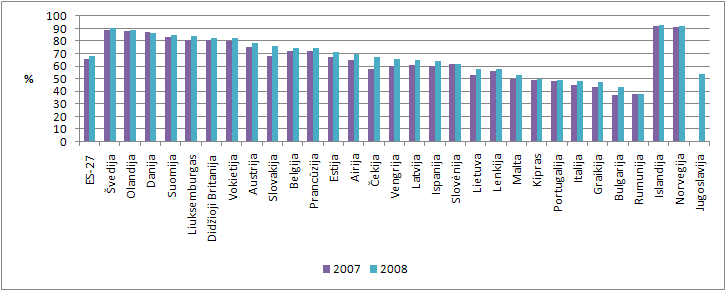 100
90
80
70
60
50
40
30
20
10
0
%
ES-27
Švedija
Olandija
Danija
Suomija
Liuksemburgas
Didžioji Britanija
Vokietija
Austrija
Slovakija
Belgija
Prancūzija
Estija
Airija
Čekija
Vengrija
Latvija
Ispanija
Slovėnija
Lietuva
Lenkija
Malta
Kipras
Portugalija
Italija
Graikija
Bulgarija
Rumunija
Islandija
Norvegija
Jugoslavija
2007
2008